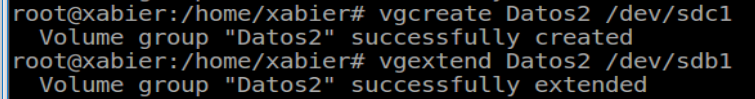 root@xabier:/home/xabier# vgcreate Datos2 /dev/sdc1
Volume group "Datos2" successfully created
root@xabier:/home/xabier# vgextend Datos2 /dev/sdb1
Volume group "Datos2" successfully extended